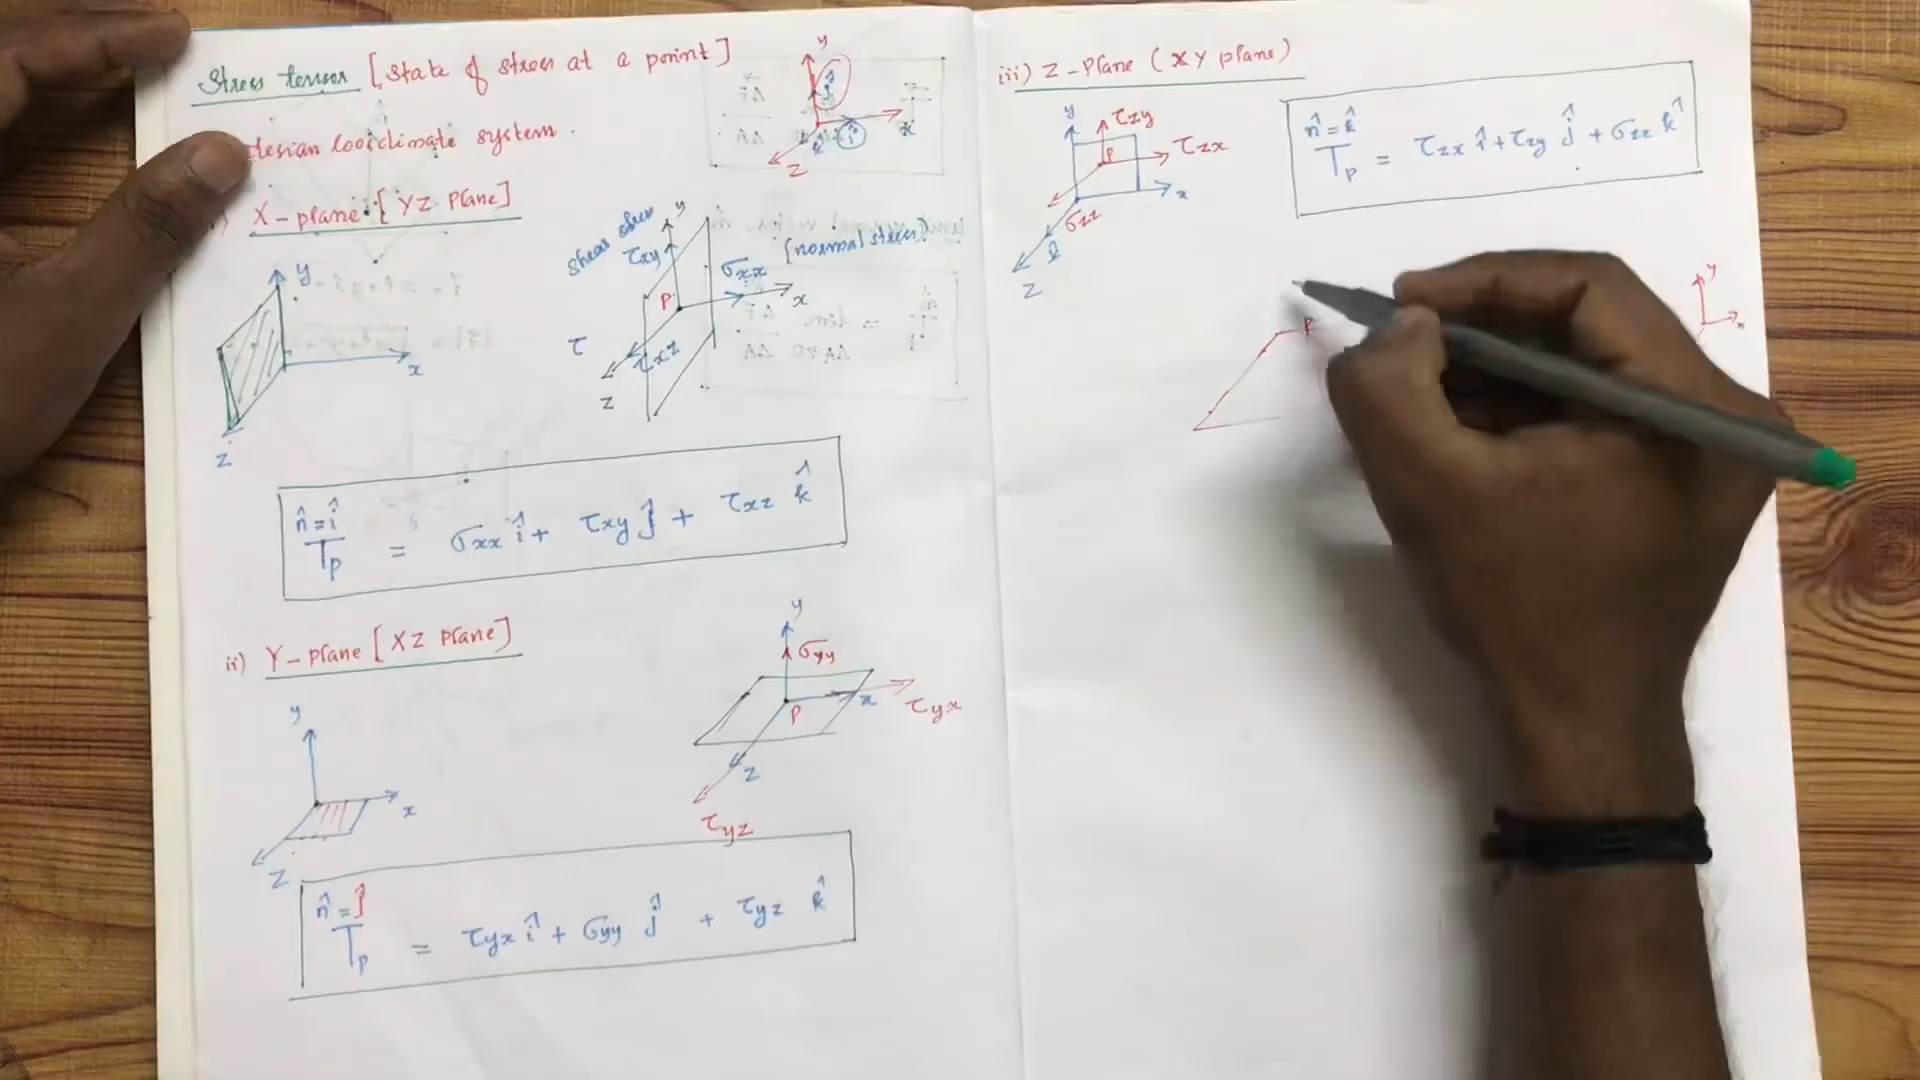 Stress tensor [State of stress at a point]
tesian coordinate system.
y
ĵ
î
x
k̂
z
i) X-plane [YZ Plane]
y
x
z
shear stress
y
τxy
σxx
[normal stress]
P
x
τ
τxz
z
n̂=î
Tp = σxx î + τxy ĵ + τxz k̂
ii) Y-Plane [XZ Plane]
y
x
z
y
σyy
x
P
τyx
z
τyz
n̂=ĵ
Tp = τyx î + σyy ĵ + τyz k̂
iii) Z-Plane (XY plane)
y
τzy
P
τzx
x
σzz
z
n̂=k̂
Tp = τzx î + τzy ĵ + σzz k̂
P
y